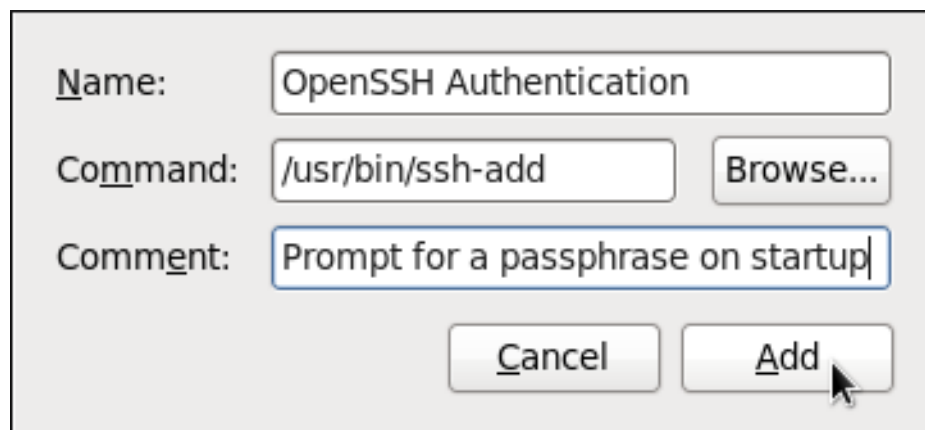 Name: OpenSSH Authentication
Command: /usr/bin/ssh-add Browse...
Comment: Prompt for a passphrase on startup
Cancel Add